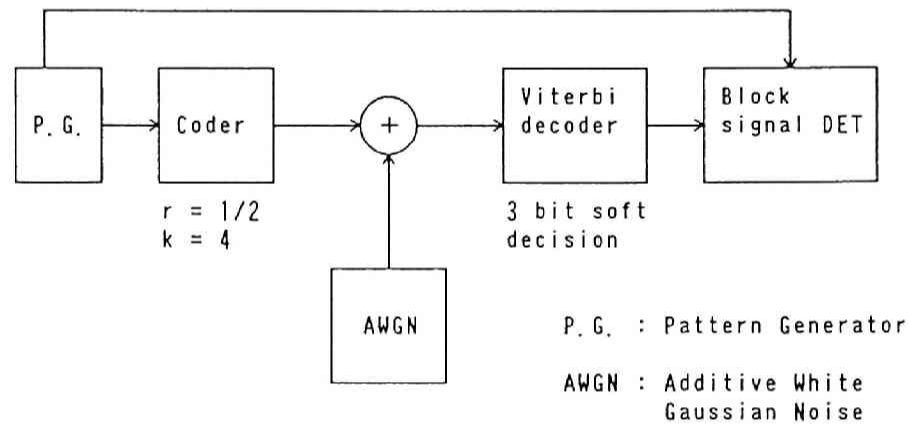 P. G.
Coder
+
Viterbi
decoder
Block
signal DET
r = 1/2
k = 4
3 bit soft
decision
AWGN
P. G. : Pattern Generator
AWGN : Additive White
Gaussian Noise